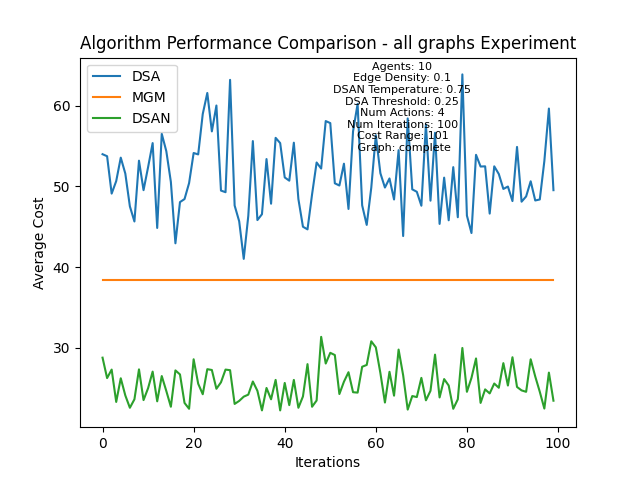 Algorithm Performance Comparison - all graphs Experiment
DSA
MGM
DSAN
Agents: 10
Edge Density: 0.1
DSAN Temperature: 0.75
DSA Threshold: 0.25
Num Actions: 4
Num Iterations: 100
Cost Range: 101
Graph: complete
Average Cost
60
50
40
30
0
20
40
60
80
100
Iterations